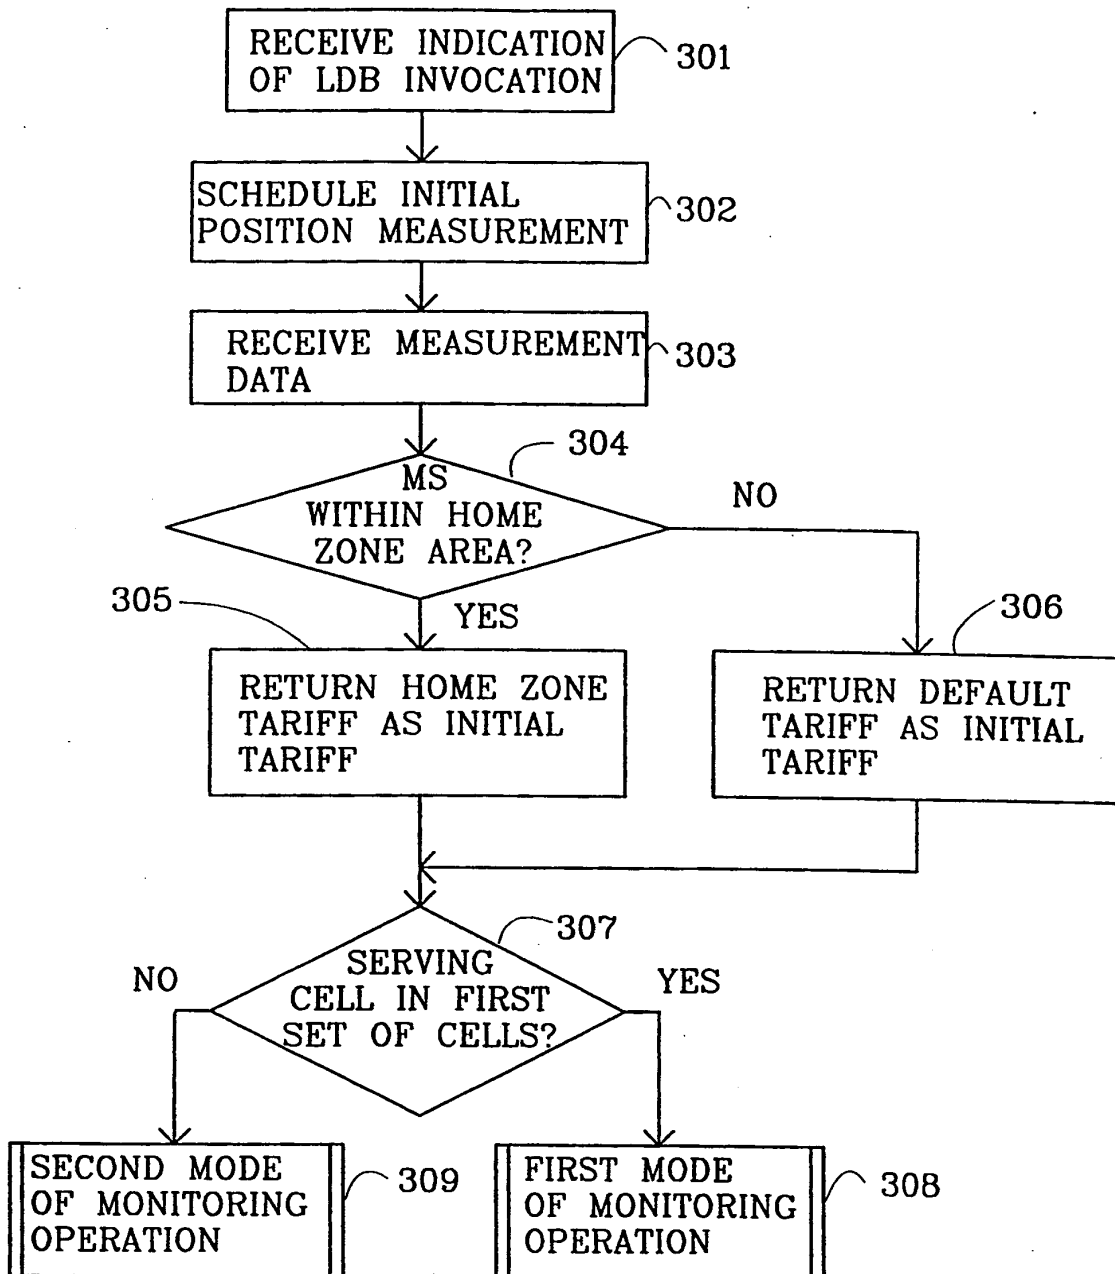 RECEIVE INDICATION
OF LDB INVOCATION
301
SCHEDULE INITIAL
POSITION MEASUREMENT
302
RECEIVE MEASUREMENT
DATA
303
304
MS
WITHIN HOME
ZONE AREA?
NO
YES
305
306
RETURN HOME ZONE
TARIFF AS INITIAL
TARIFF
RETURN DEFAULT
TARIFF AS INITIAL
TARIFF
307
SERVING
CELL IN FIRST
SET OF CELLS?
NO
YES
SECOND MODE
OF MONITORING
OPERATION
309
FIRST MODE
OF MONITORING
OPERATION
308